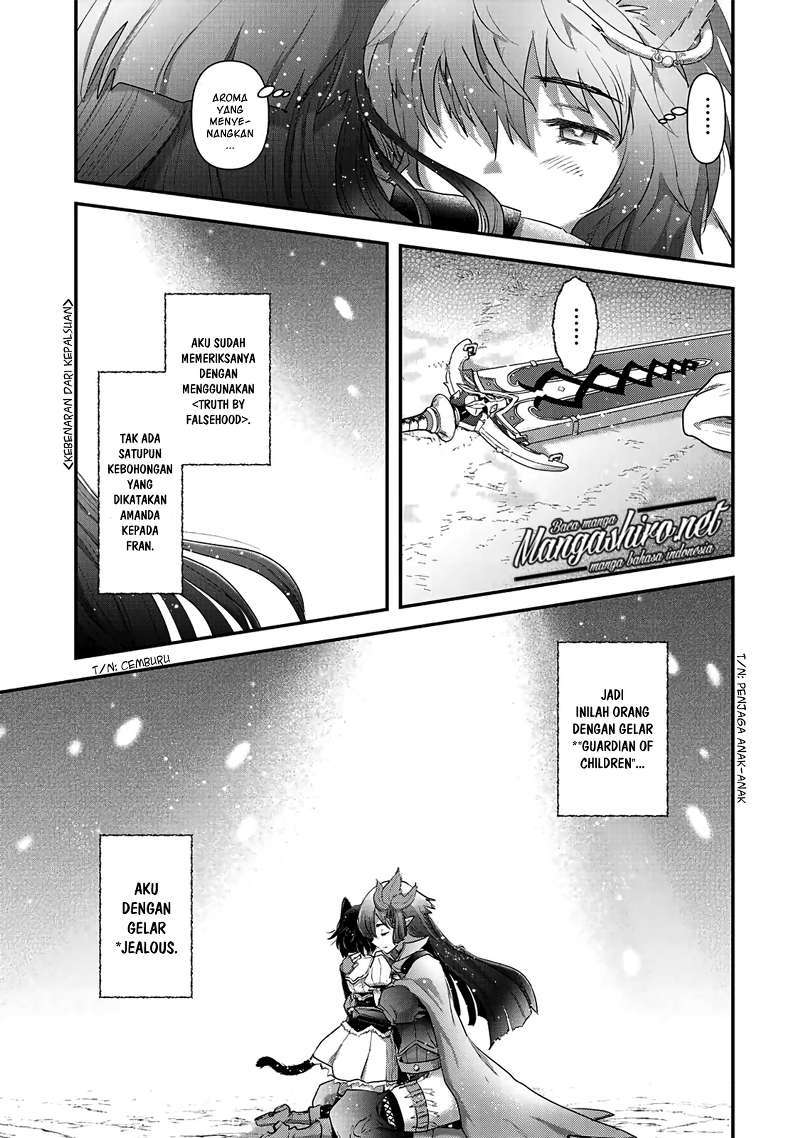 . . . . . .
AROMA
YANG
MENYE-
NANGKAN
...
. . . . . .
AKU SUDAH
MEMERIKSANYA
DENGAN
MENGGUNAKAN
<TRUTH BY
FALSEHOOD>.
TAK ADA
SATUPUN
KEBOHONGAN
YANG
DIKATAKAN
AMANDA
KEPADA
FRAN.
<KEBENARAN DARI KEPALSUAN>
Baca manga
Mangashiro.net
manga bahasa indonesia
T/N: CEMBURU
JADI
INILAH ORANG
DENGAN GELAR
*"GUARDIAN OF
CHILDREN"...
T/N: PENJAGA ANAK-ANAK
AKU
DENGAN
GELAR
*JEALOUS.